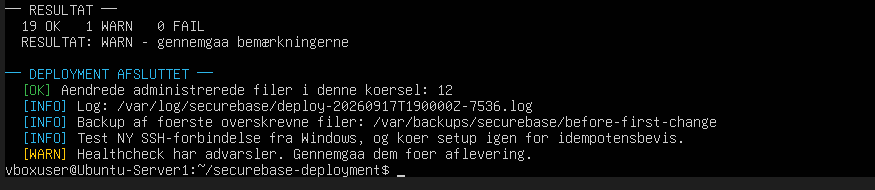 ── RESULTAT ──
19 OK   1 WARN   0 FAIL
RESULTAT: WARN - gennemgaa bemærkningerne
── DEPLOYMENT AFSLUTTET ──
[OK] Aendrede administrerede filer i denne koersel: 12
[INFO] Log: /var/log/securebase/deploy-20260917T190000Z-7536.log
[INFO] Backup af foerste overskrevne filer: /var/backups/securebase/before-first-change
[INFO] Test NY SSH-forbindelse fra Windows, og koer setup igen for idempotensbevis.
[WARN] Healthcheck har advarsler. Gennemgaa dem foer aflevering.
vboxuser@Ubuntu-Server1:~/securebase-deployment$ _